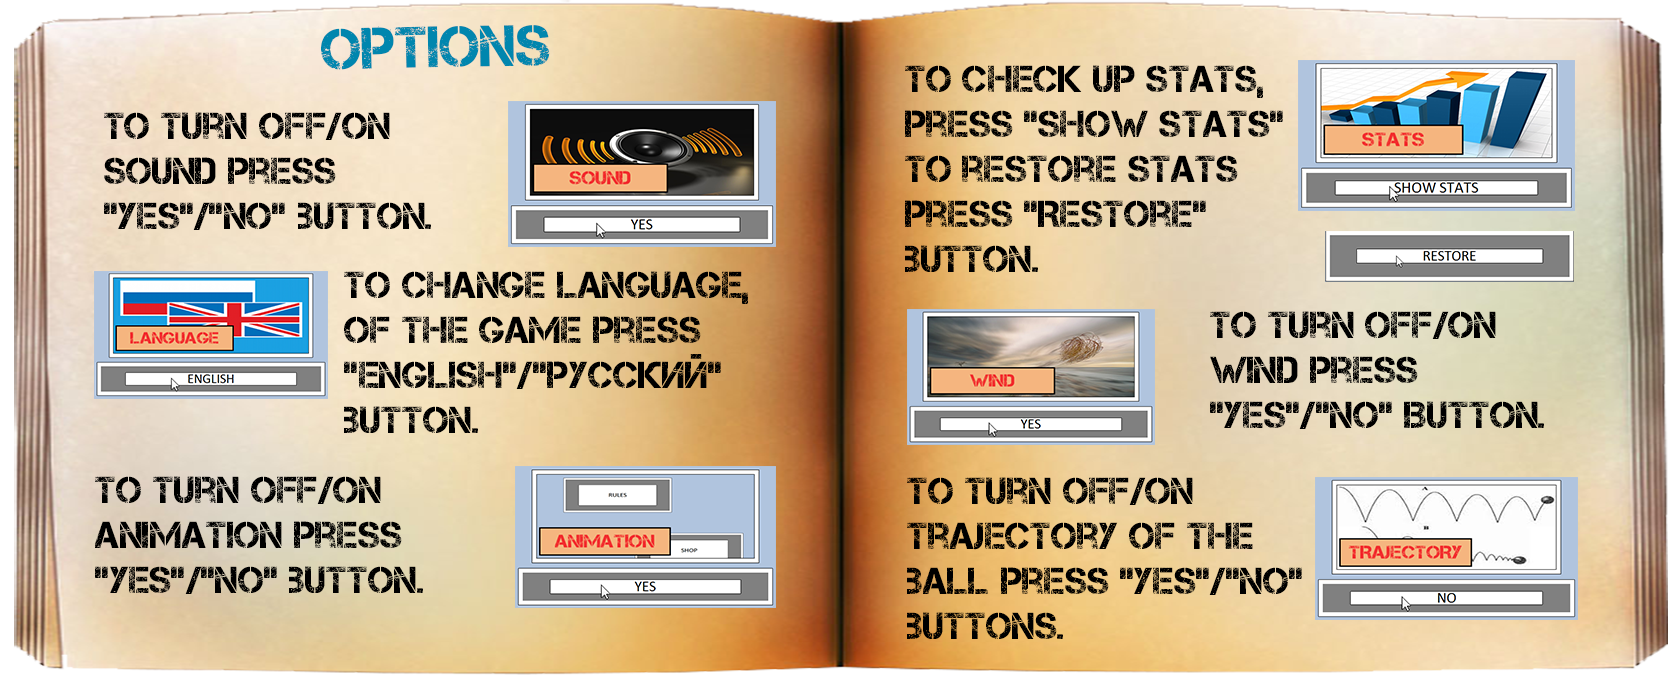 OPTIONS
TO TURN OFF/ON
SOUND PRESS
"YES"/"NO" BUTTON.
SOUND
YES
LANGUAGE
ENGLISH
TO CHANGE LANGUAGE,
OF THE GAME PRESS
"ENGLISH"/"РУССКИЙ"
BUTTON.
TO TURN OFF/ON
ANIMATION PRESS
"YES"/"NO" BUTTON.
RULES
ANIMATION
SHOP
YES
TO CHECK UP STATS,
PRESS "SHOW STATS"
TO RESTORE STATS
PRESS "RESTORE"
BUTTON.
STATS
SHOW STATS
RESTORE
WIND
YES
TO TURN OFF/ON
WIND PRESS
"YES"/"NO" BUTTON.
TO TURN OFF/ON
TRAJECTORY OF THE
BALL PRESS "YES"/"NO"
BUTTONS.
A
B
TRAJECTORY
NO